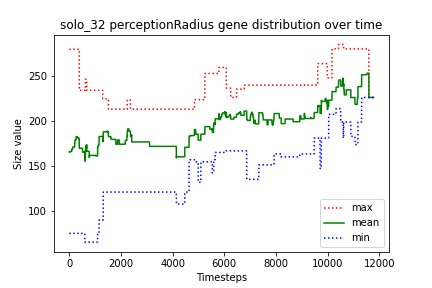 solo_32 perceptionRadius gene distribution over time
Size value
250
200
150
100
0
2000
4000
6000
8000
10000
12000
Timesteps
max
mean
min